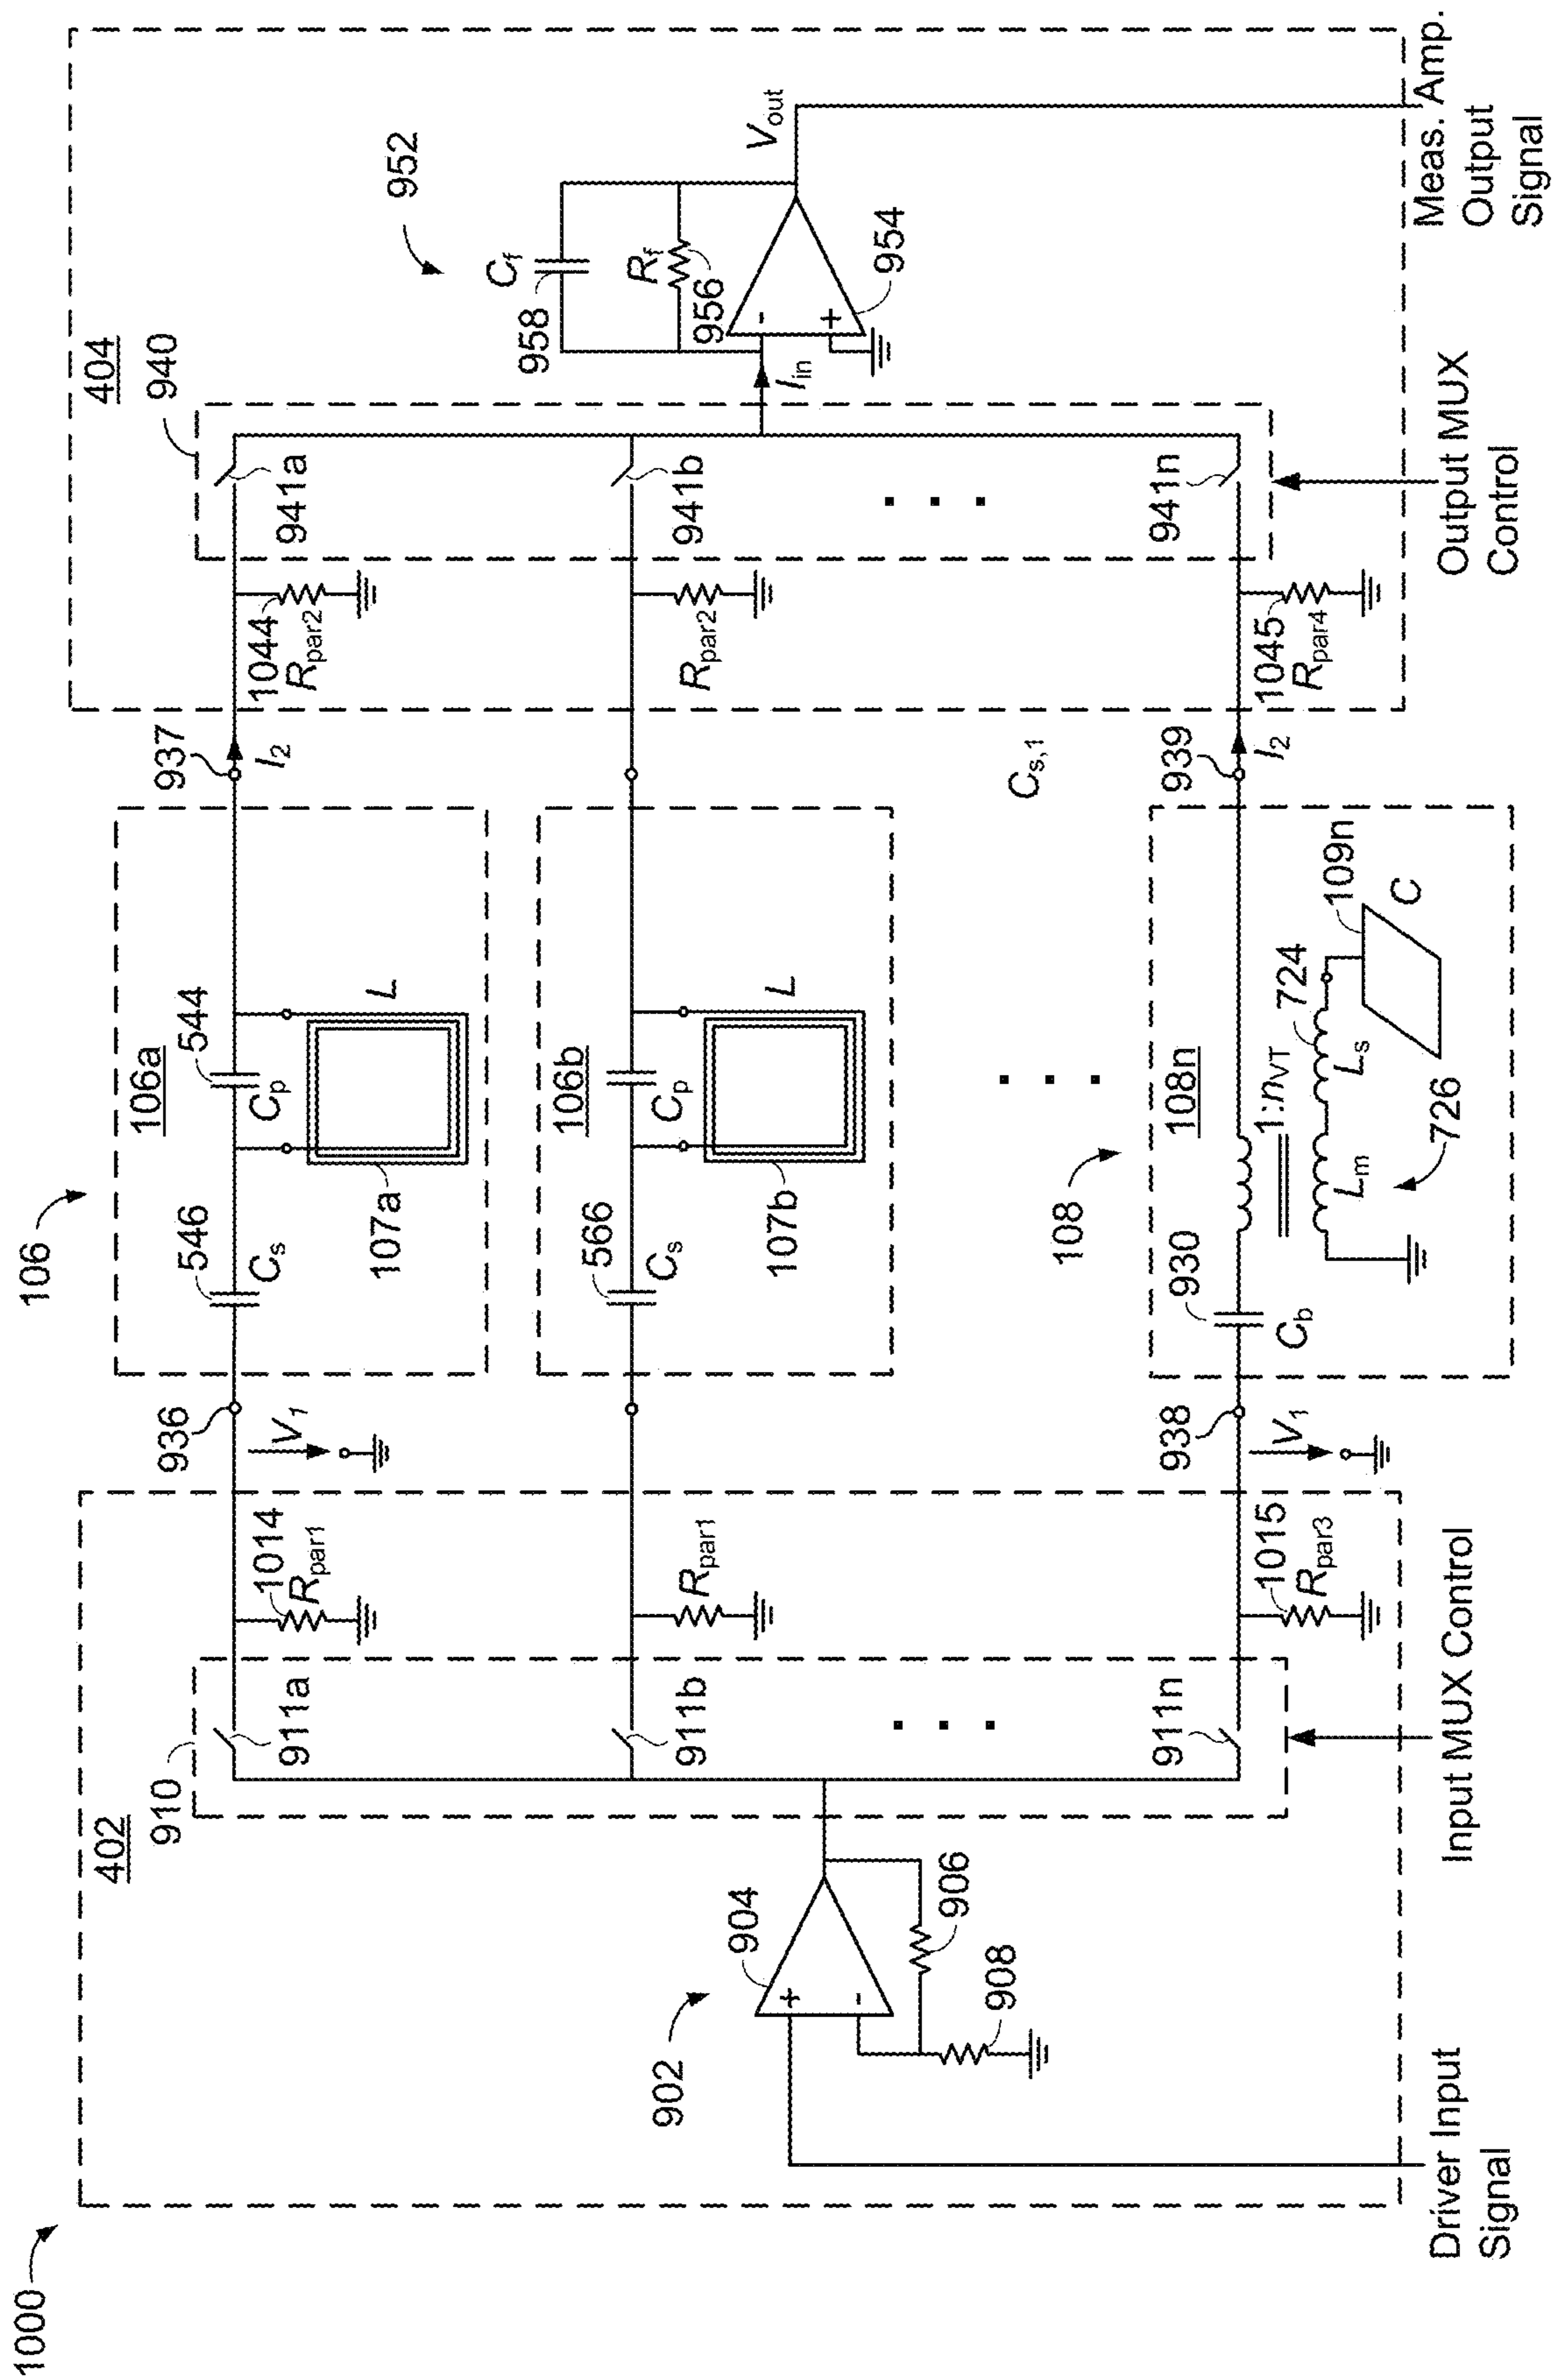 1000
402
910
911a
911b
911n
902
904
906
908
Driver Input
Signal
Input MUX Control
1014
Rpar1
Rpar1
1015
Rpar3
936
V1
938
V1
106
106a
546
Cs
544
Cp
107a
L
106b
566
Cs
Cp
107b
L
108
108n
930
Cb
1:nVT
724
Lm
Ls
726
109n
C
Cs,1
937
I2
939
I2
404
940
1044
Rpar2
Rpar2
1045
Rpar4
941a
941b
941n
Iin
952
Cf
958
Rf
956
954
Vout
+
-
-
+
Output MUX
Control
Meas. Amp.
Output
Signal